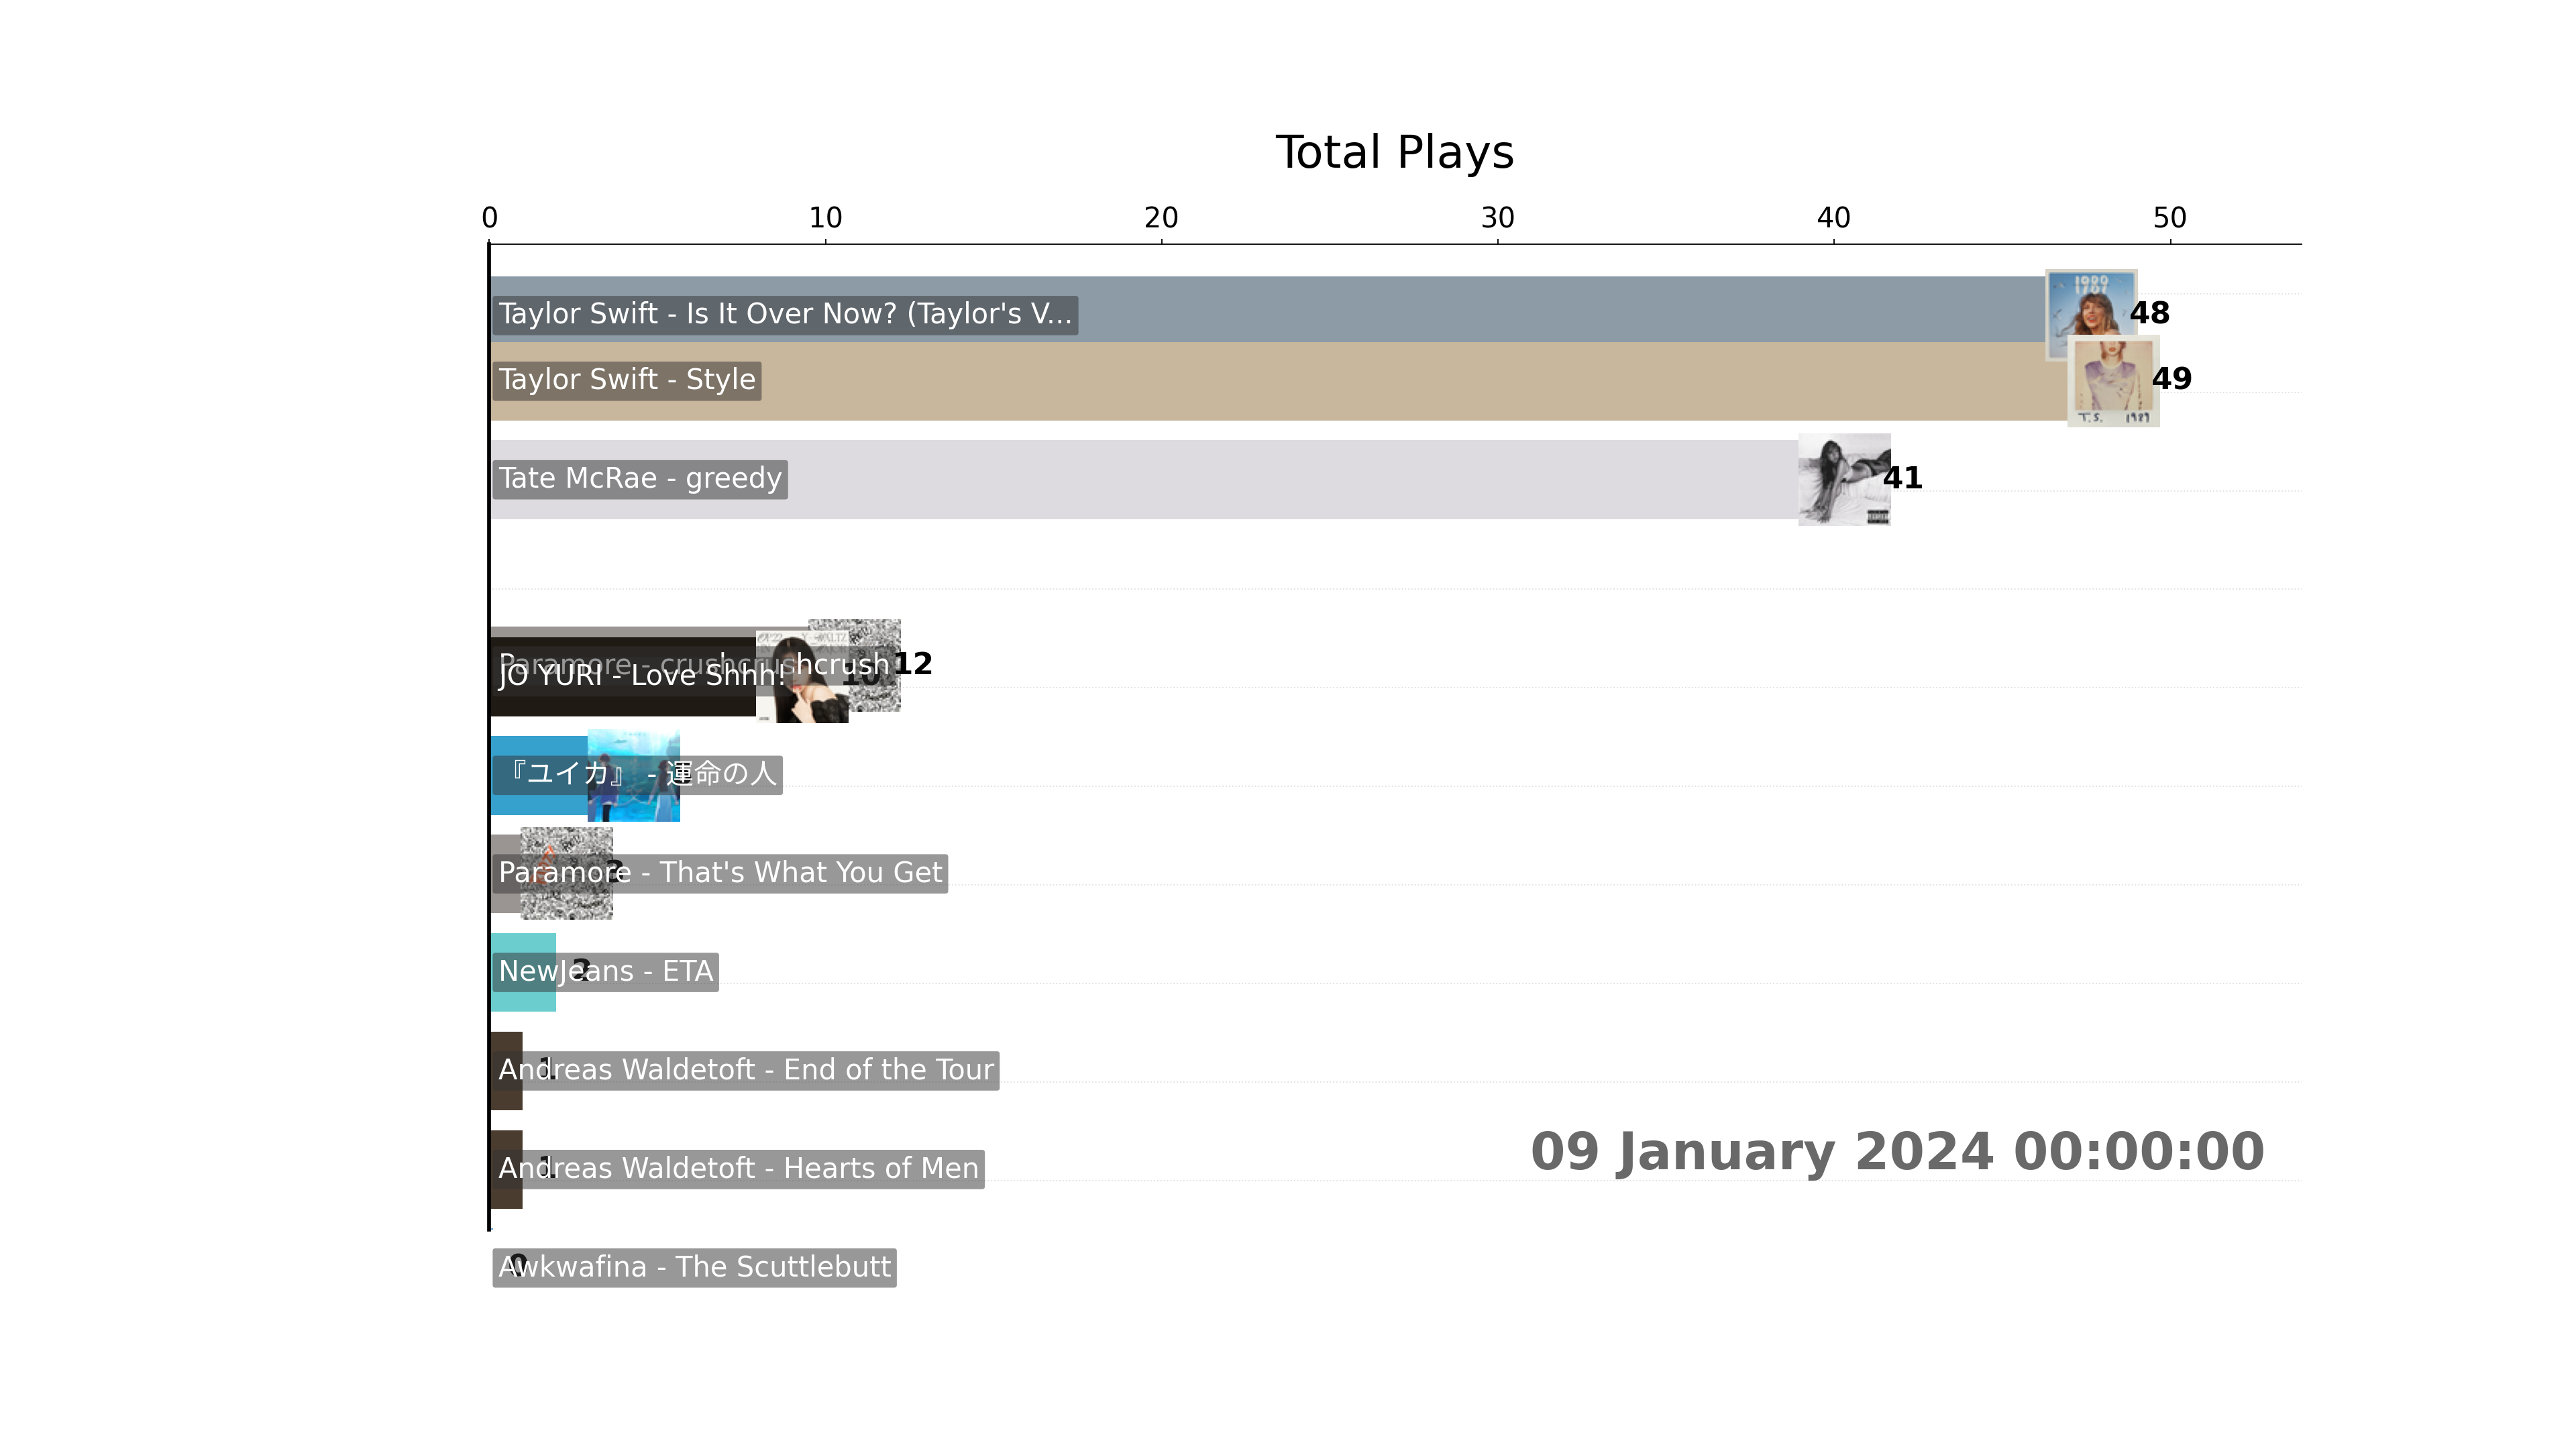 Total Plays
0 10 20 30 40 50
Taylor Swift - Is It Over Now? (Taylor's V... 48
Taylor Swift - Style 49
T.S. 1989
Tate McRae - greedy 41
Paramore - crushcrushcrush 12
JO YURI - Love Shhh! 10
『ユイカ』 - 運命の人
Paramore - That's What You Get 3
NewJeans - ETA 2
Andreas Waldetoft - End of the Tour 1
Andreas Waldetoft - Hearts of Men 1
09 January 2024 00:00:00
Awkwafina - The Scuttlebutt 0